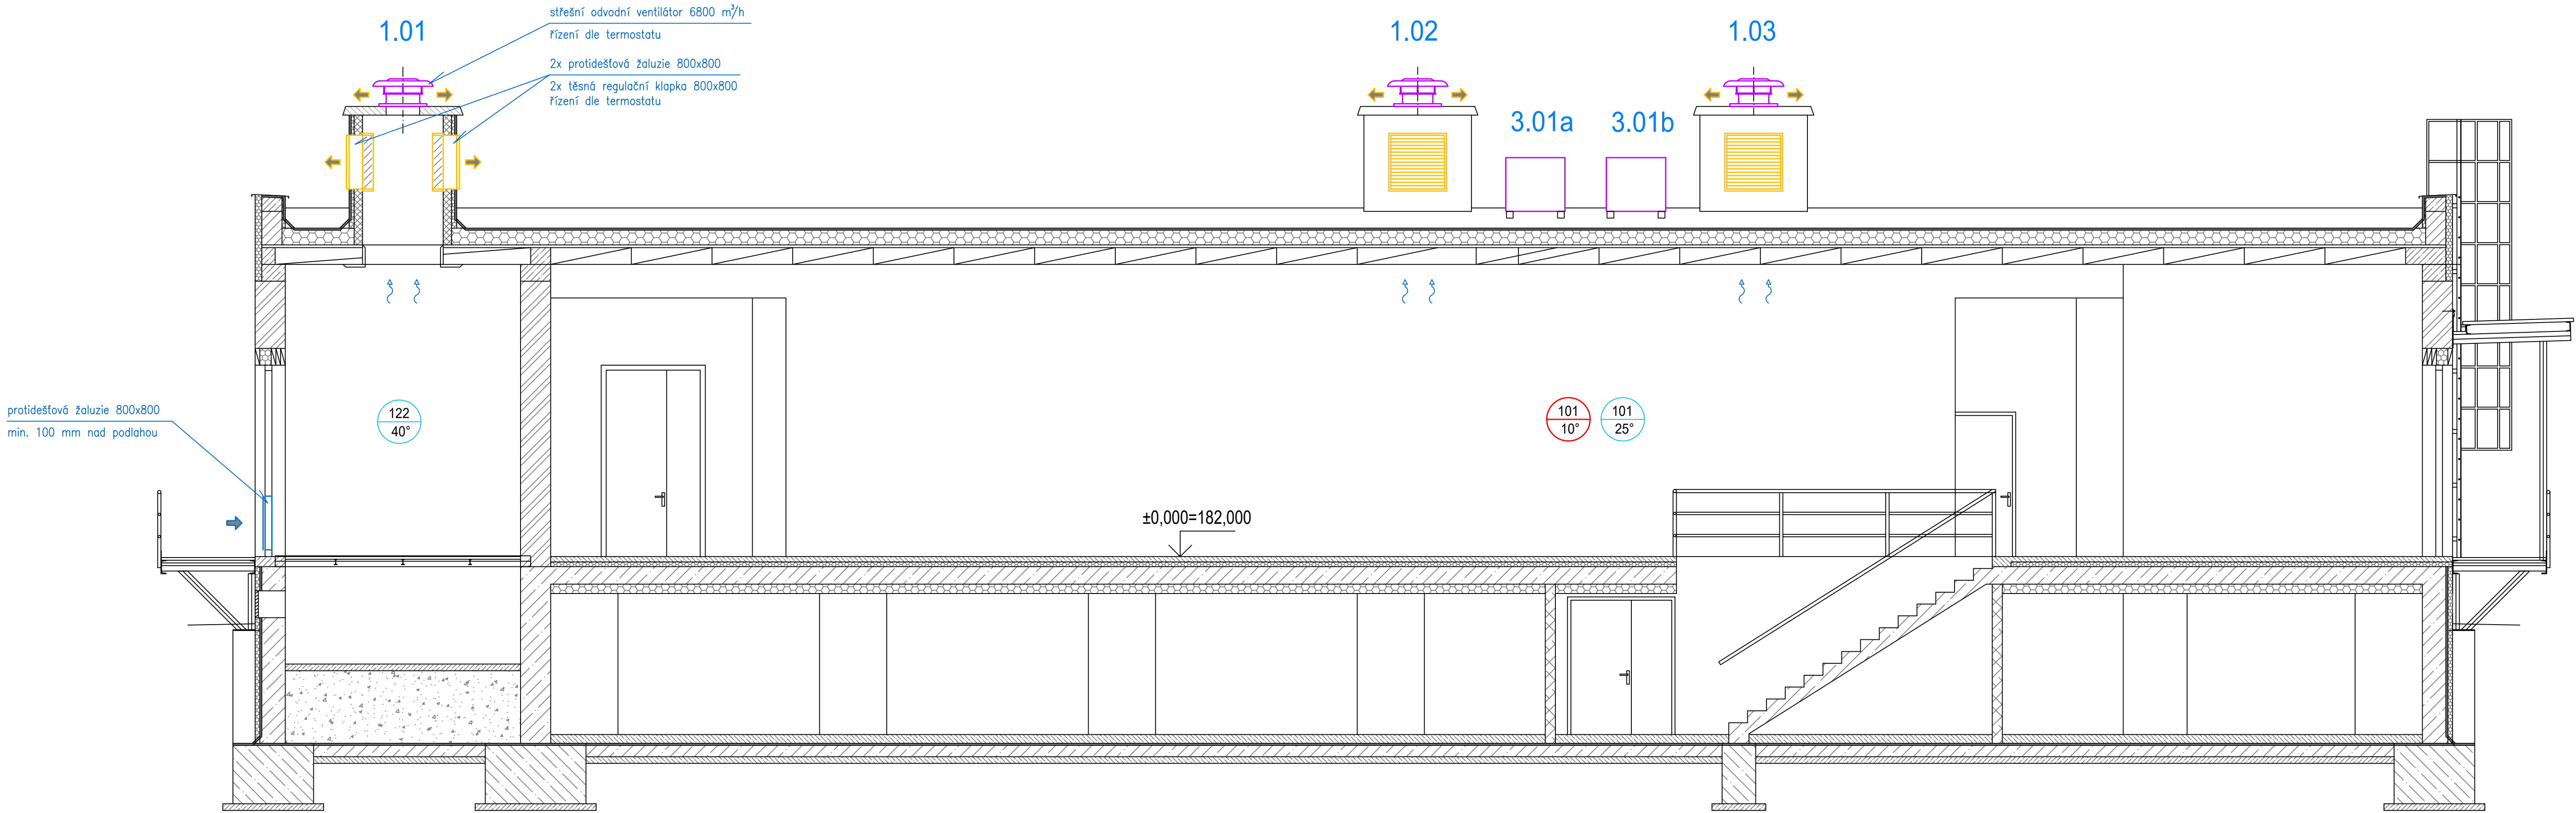 střešní odvodní ventilátor 6800 m³/h
řízení dle termostatu
1.01
1.02
1.03
2x protidešťová žaluzie 800x800
2x těsná regulační klapka 800x800
řízení dle termostatu
3.01a
3.01b
protidešťová žaluzie 800x800
min. 100 mm nad podlahou
122
40°
101
10°
101
25°
±0,000=182,000